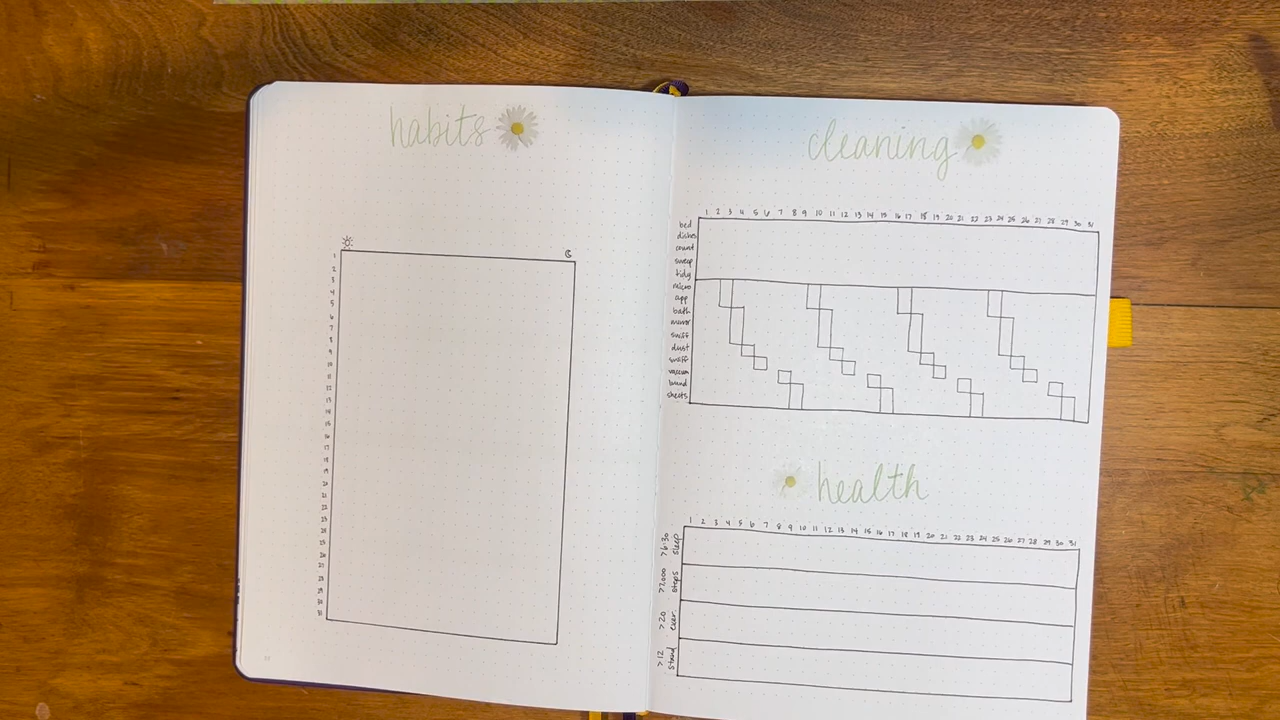 habits
1
2
3
4
5
6
7
8
9
10
11
12
13
14
15
16
17
18
19
20
21
22
23
24
25
26
27
28
29
30
31
cleaning
1 2 3 4 5 6 7 8 9 10 11 12 13 14 15 16 17 18 19 20 21 22 23 24 25 26 27 28 29 30 31
bed
dishes
count
sweep
tidy
micro
app
bath
mirror
swiff
dust
swiff
vacuum
laund
sheets
health
1 2 3 4 5 6 7 8 9 10 11 12 13 14 15 16 17 18 19 20 21 22 23 24 25 26 27 28 29 30 31
>6:30 sleep
>7,000 steps
>20 exer.
>12 stand